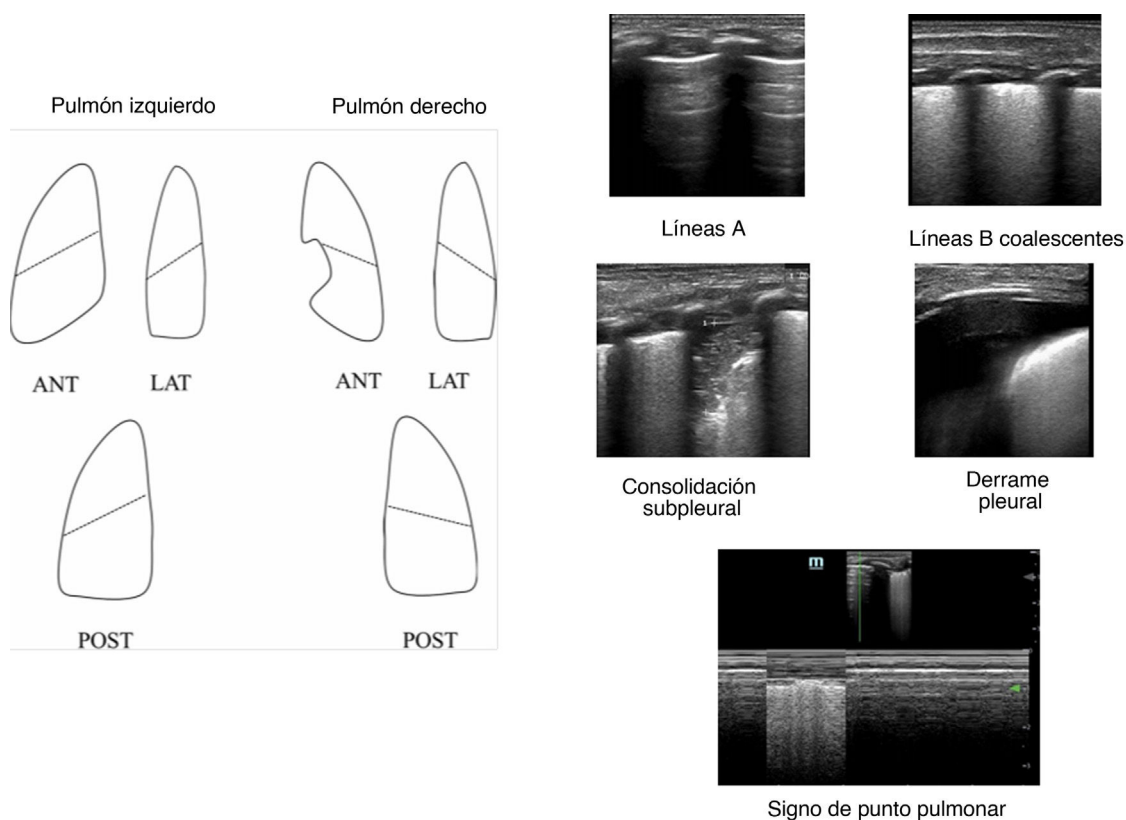 Pulmón izquierdo
Pulmón derecho
ANT
LAT
ANT
LAT
POST
POST
Líneas A
Líneas B coalescentes
Consolidación
subpleural
Derrame
pleural
m
Signo de punto pulmonar